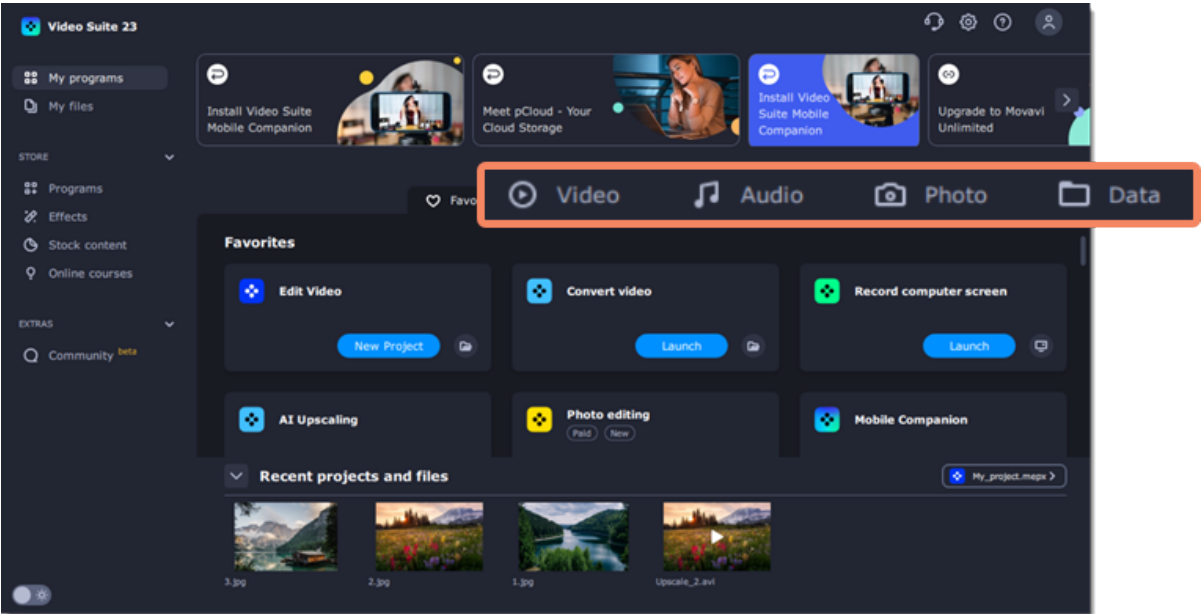 Video Suite 23
My programs
My files
STORE
Programs
Effects
Stock content
Online courses
EXTRAS
Community beta
Install Video Suite
Mobile Companion
Meet pCloud - Your
Cloud Storage
Install Video
Suite Mobile
Companion
Upgrade to Movavi
Unlimited
Favo
Video
Audio
Photo
Data
Favorites
Edit Video
New Project
Convert video
Launch
Record computer screen
Launch
AI Upscaling
Photo editing
Paid
New
Mobile Companion
Recent projects and files
My_project.mepx
3.jpg
2.jpg
1.jpg
Upscale_2.avi